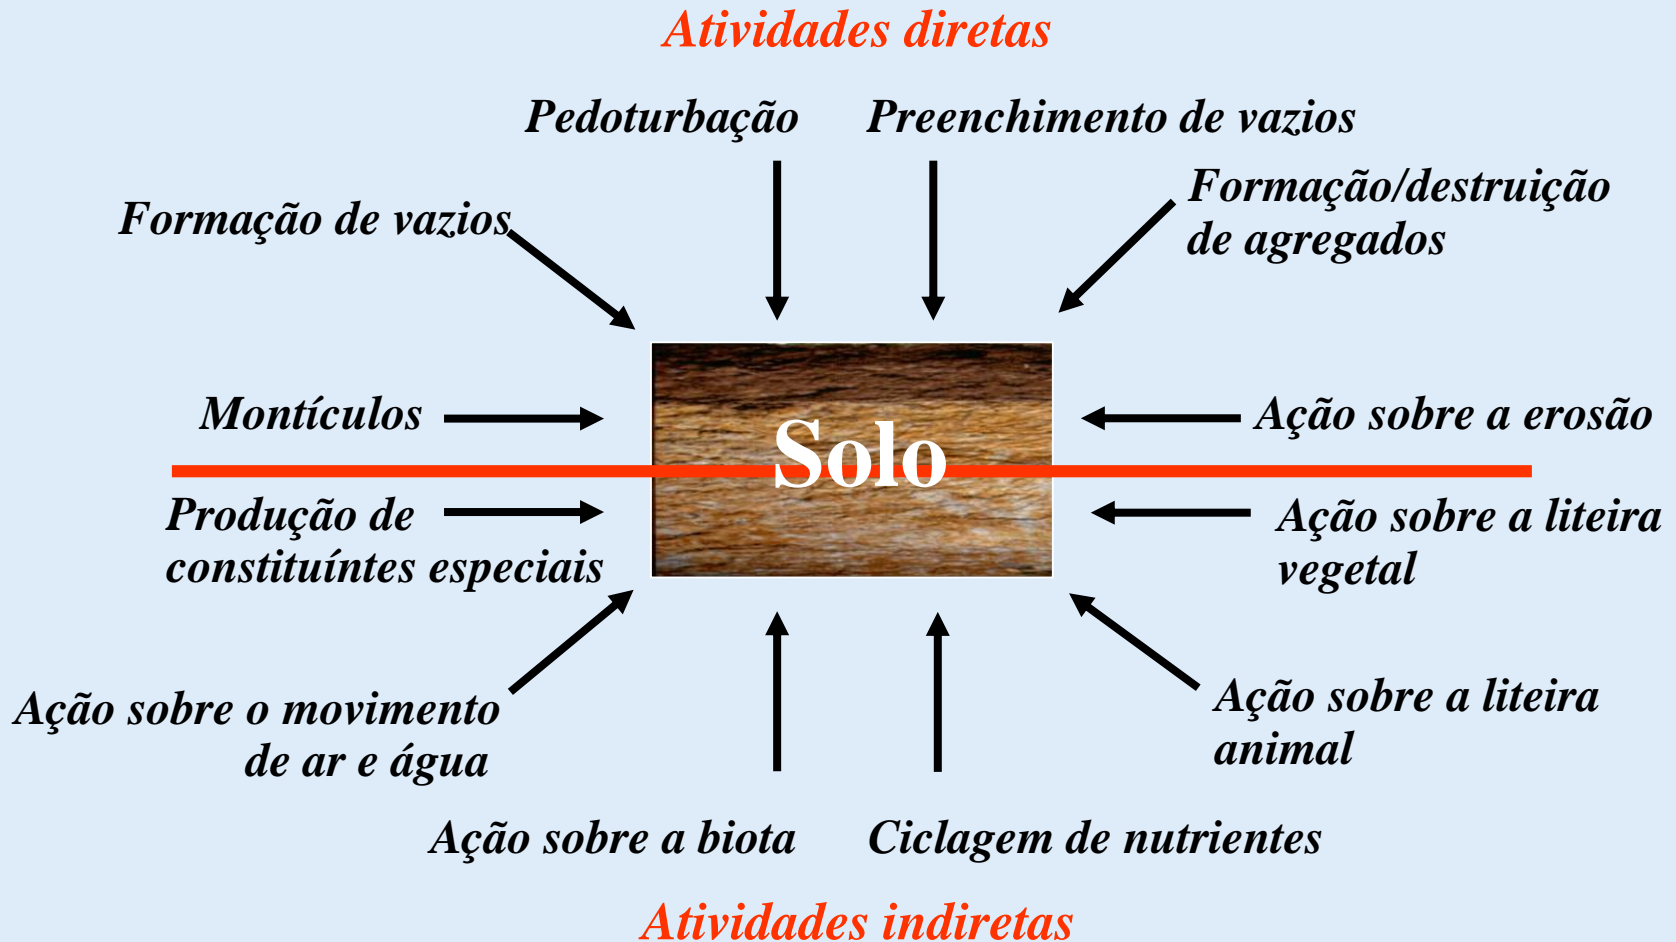 Atividades diretas
Pedoturbação
Preenchimento de vazios
Formação de vazios
Formação/destruição
de agregados
Montículos
Solo
Ação sobre a erosão
Produção de
constituíntes especiais
Ação sobre a liteira
vegetal
Ação sobre o movimento
de ar e água
Ação sobre a liteira
animal
Ação sobre a biota
Ciclagem de nutrientes
Atividades indiretas